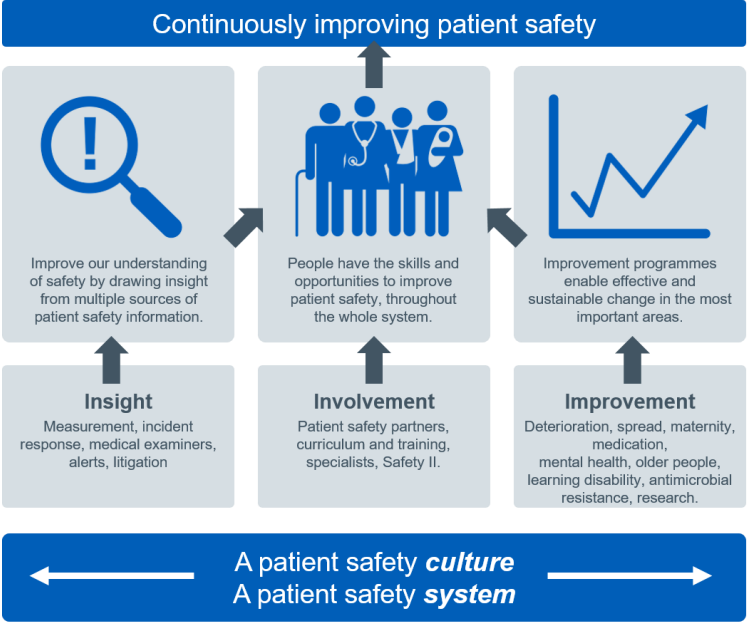 Continuously improving patient safety
!
Improve our understanding
of safety by drawing insight
from multiple sources of
patient safety information.
People have the skills and
opportunities to improve
patient safety, throughout
the whole system.
Improvement programmes
enable effective and
sustainable change in the most
important areas.
Insight
Measurement, incident
response, medical examiners,
alerts, litigation
Involvement
Patient safety partners,
curriculum and training,
specialists, Safety II.
Improvement
Deterioration, spread, maternity,
medication,
mental health, older people,
learning disability, antimicrobial
resistance, research.
A patient safety culture
A patient safety system